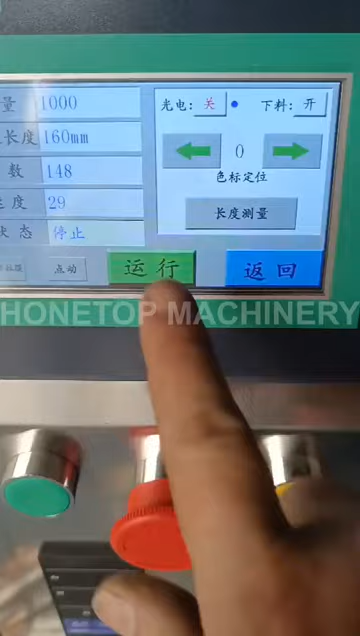 量 1000
光电: 关 下料: 开
长度 160mm
0
数 148
色标定位
度 29
长度测量
状态 停止
点动 运行 返回
HONETOP MACHINERY